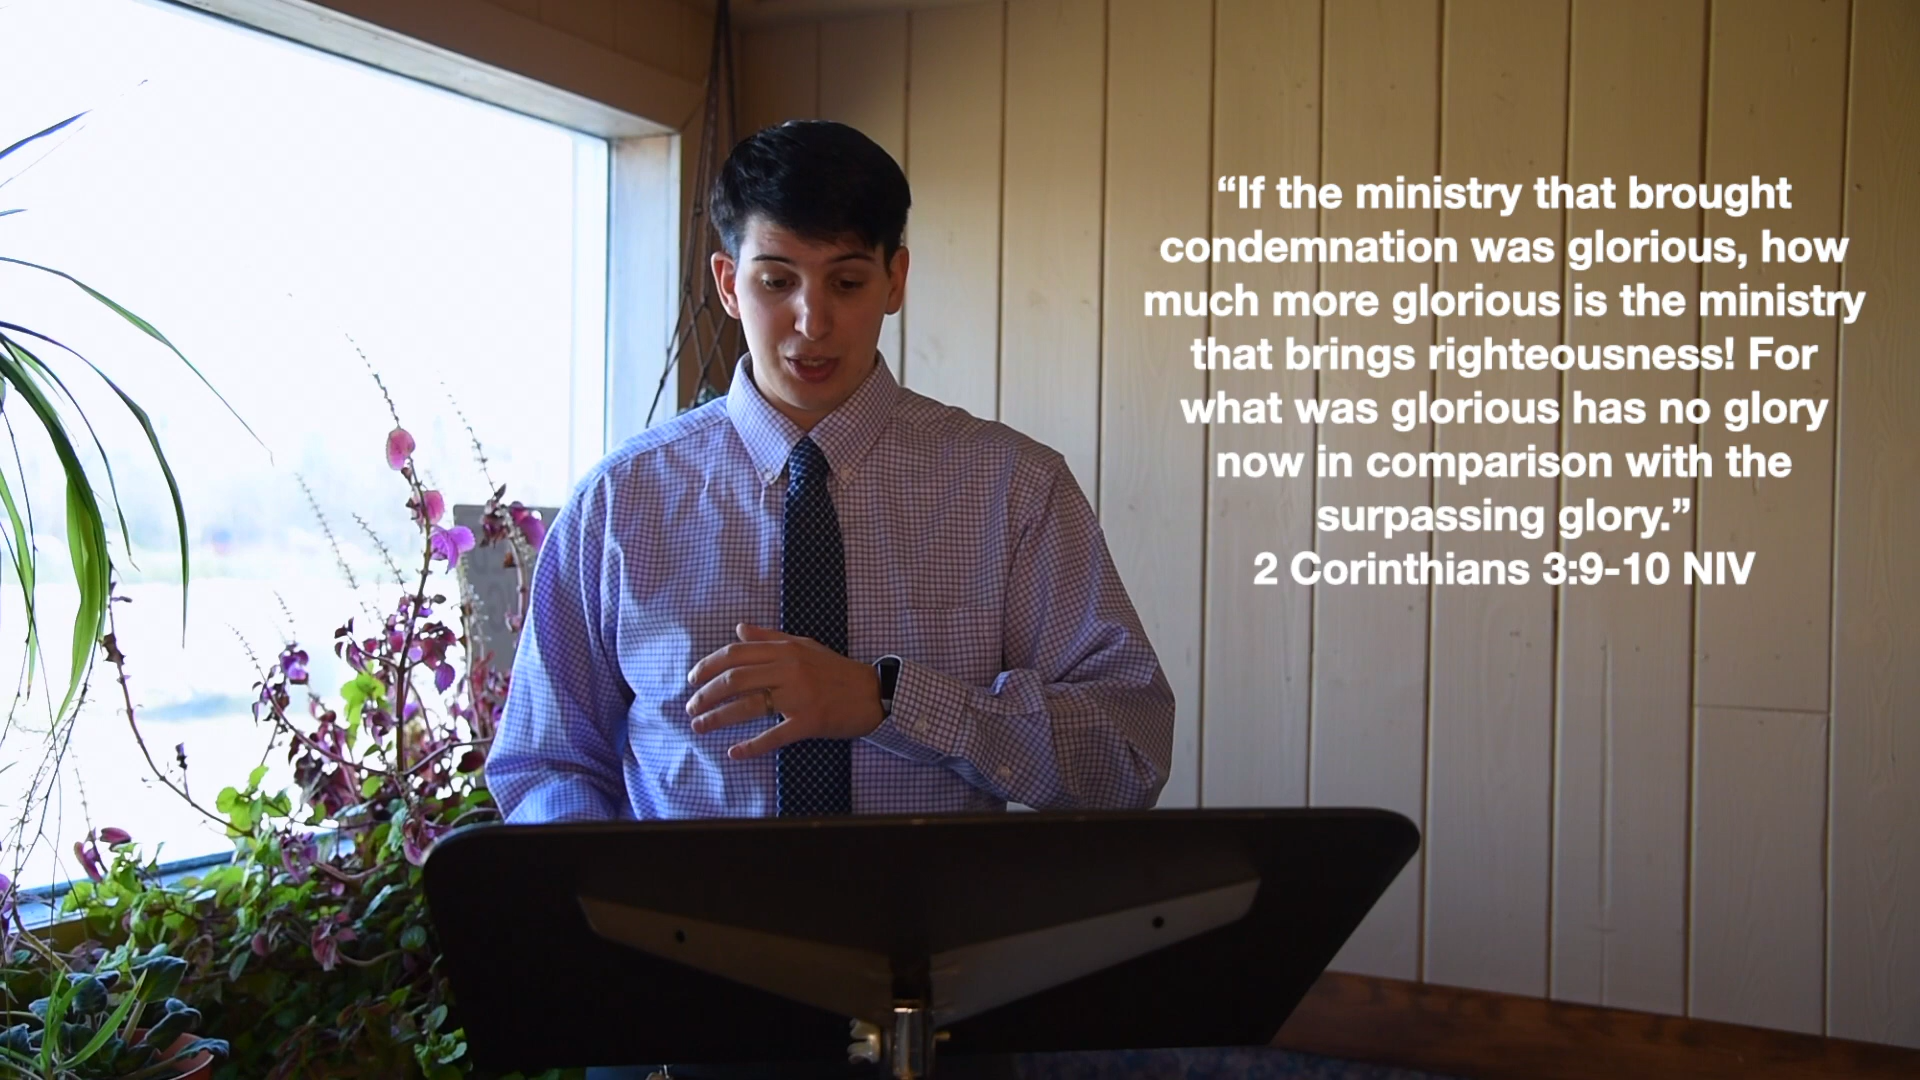 “If the ministry that brought
condemnation was glorious, how
much more glorious is the ministry
that brings righteousness! For
what was glorious has no glory
now in comparison with the
surpassing glory.”
2 Corinthians 3:9-10 NIV